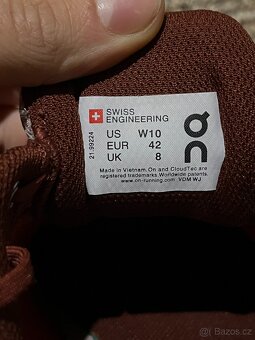 SWISS
ENGINEERING
US W10
EUR 42
UK 8
21.99224
Made in Vietnam. On and CloudTec are
registered trademarks. Worldwide patents.
www.on-running.com VDM WJ
Bazos.cz